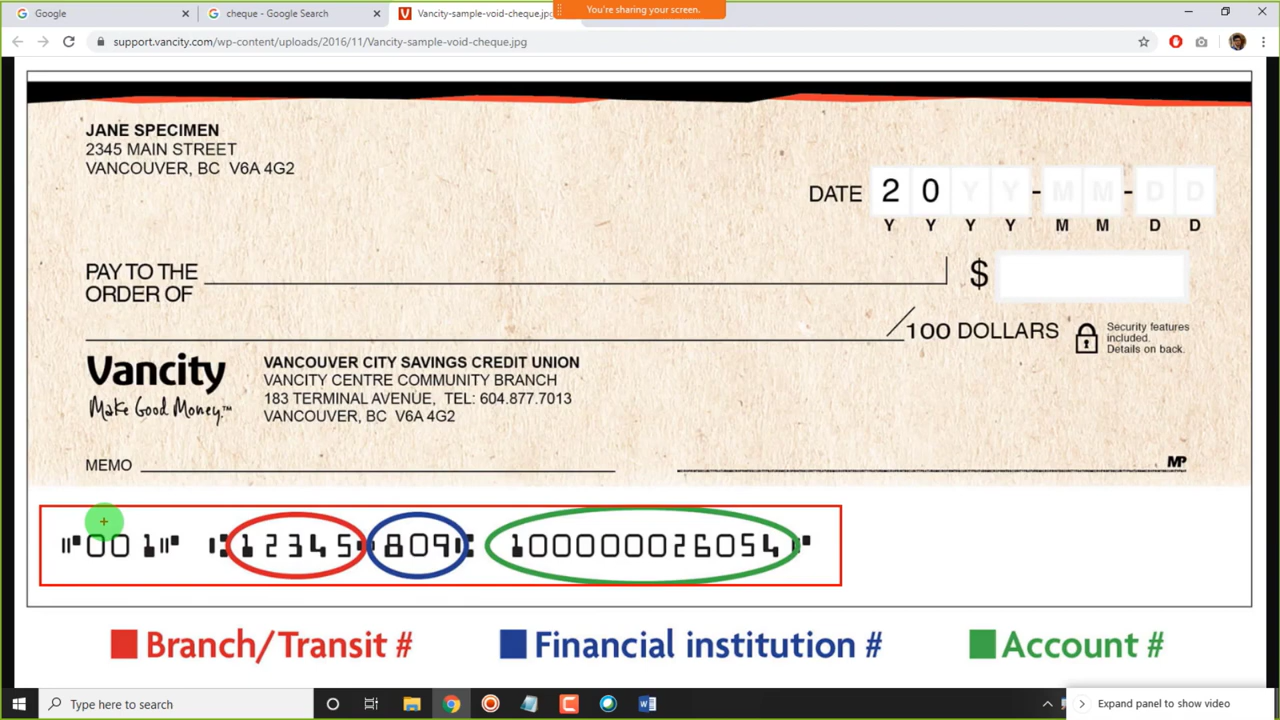 Google
cheque - Google Search
Vancity-sample-void-cheque.jpg
You're sharing your screen.
support.vancity.com/wp-content/uploads/2016/11/Vancity-sample-void-cheque.jpg
JANE SPECIMEN
2345 MAIN STREET
VANCOUVER, BC V6A 4G2
DATE 2 0 Y Y - M M - D D
Y Y Y Y M M D D
PAY TO THE
ORDER OF
$
/100 DOLLARS
Security features
included.
Details on back.
Vancity
Make Good Money.™
VANCOUVER CITY SAVINGS CREDIT UNION
VANCITY CENTRE COMMUNITY BRANCH
183 TERMINAL AVENUE, TEL: 604.877.7013
VANCOUVER, BC V6A 4G2
MEMO
MP
⑈001⑈ ⑆12345⑉809⑆ 100000026054⑈
Branch/Transit #
Financial institution #
Account #
Type here to search
Expand panel to show video